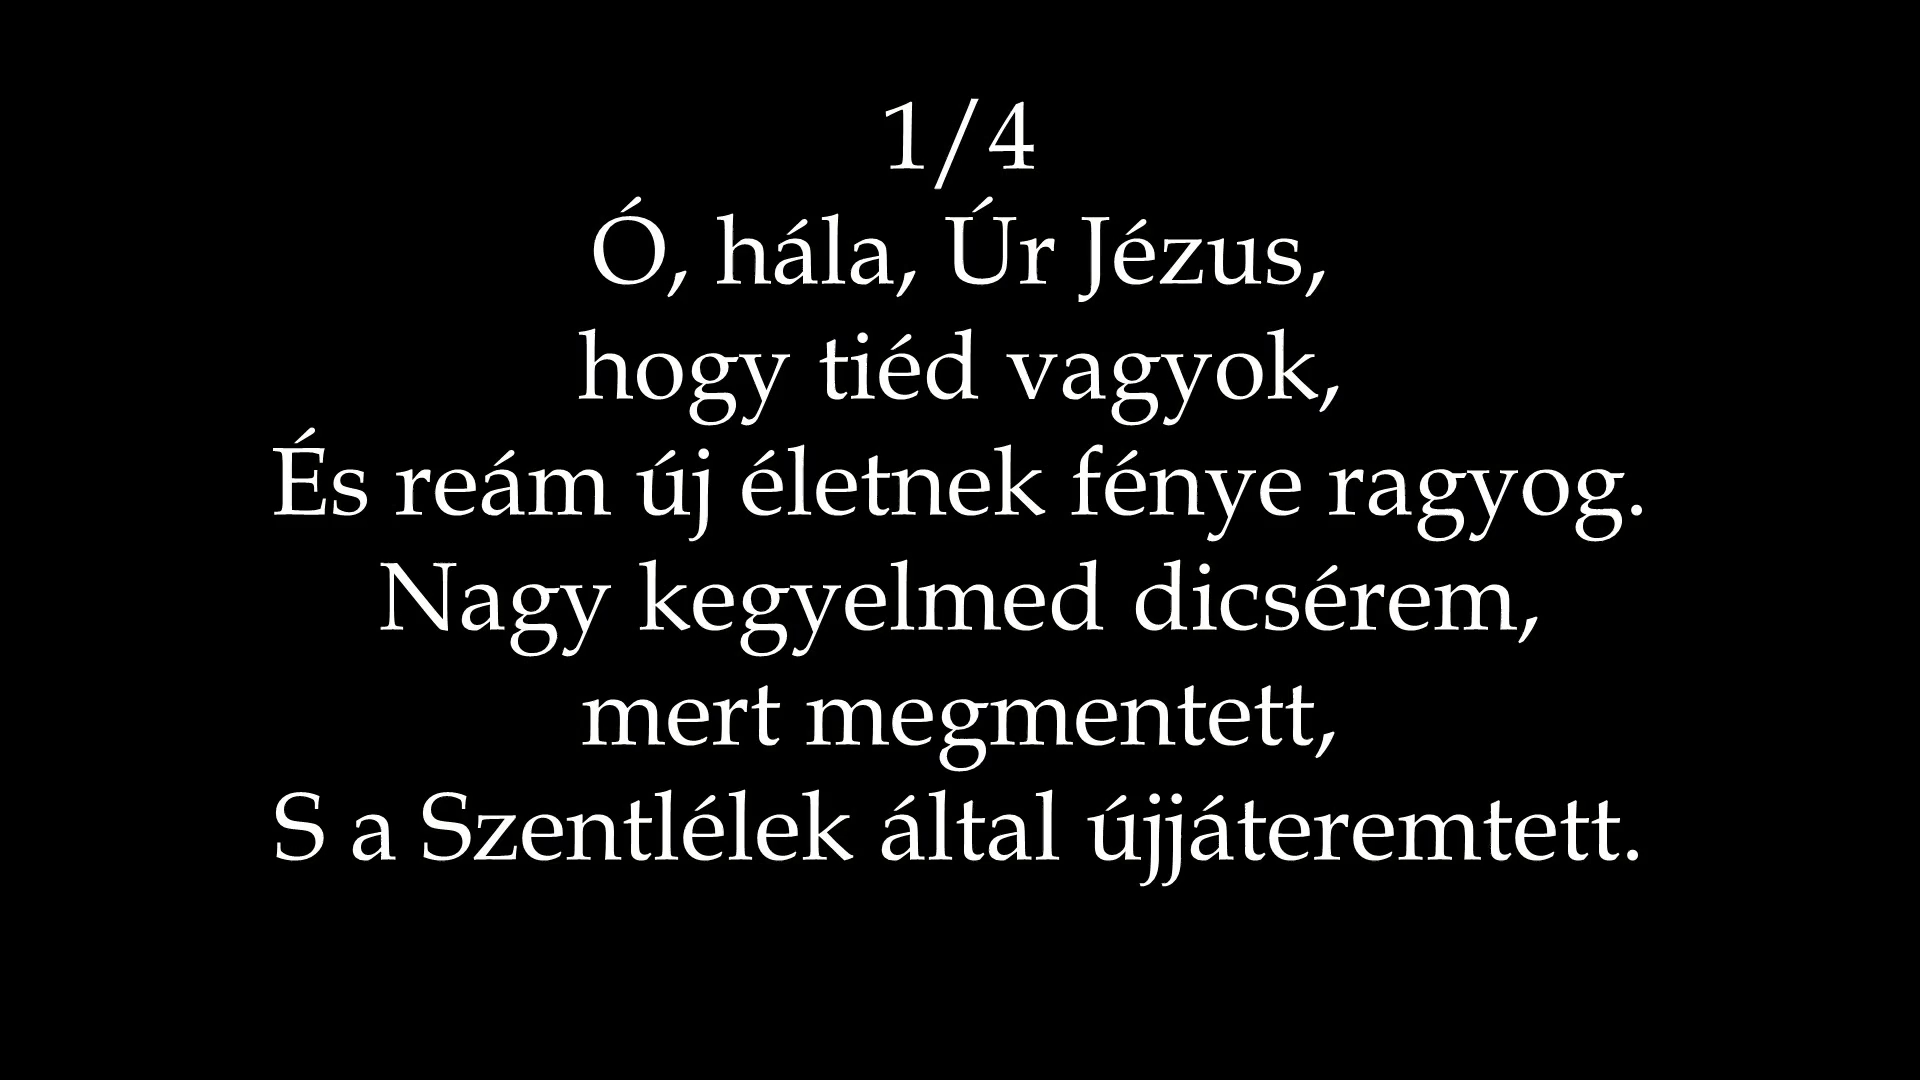 1/4
Ó, hála, Úr Jézus,
hogy tiéd vagyok,
És reám új életnek fénye ragyog.
Nagy kegyelmed dicsérem,
mert megmentett,
S a Szentlélek által újjáteremtett.